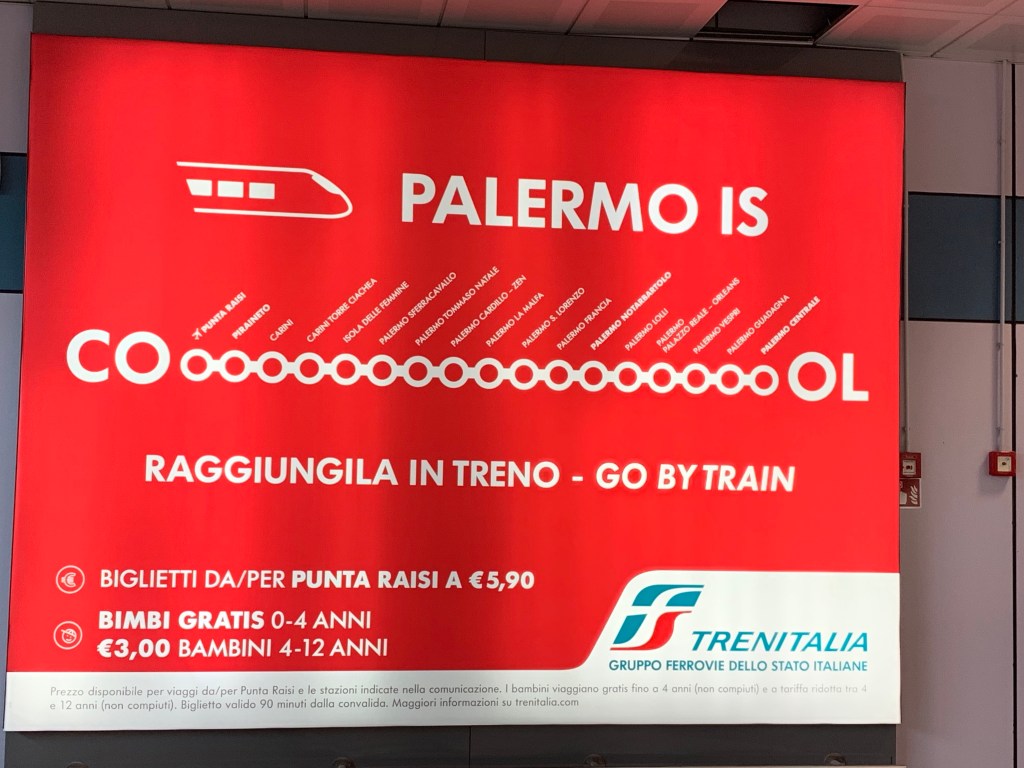 PALERMO IS
PUNTA RAISI
PIRAINETO
CARINI
CARINI TORRE CIACHEA
ISOLA DELLE FEMMINE
PALERMO SFERRACAVALLO
PALERMO TOMMASO NATALE
PALERMO CARDILLO - ZEN
PALERMO LA MALFA
PALERMO S. LORENZO
PALERMO FRANCIA
PALERMO NOTARBARTOLO
PALERMO LOLLI
PALERMO
PALAZZO REALE - ORLEANS
PALERMO VESPRI
PALERMO GUADAGNA
PALERMO CENTRALE
CO OL
RAGGIUNGILA IN TRENO - GO BY TRAIN
BIGLIETTI DA/PER PUNTA RAISI A €5,90
BIMBI GRATIS 0-4 ANNI
€3,00 BAMBINI 4-12 ANNI
TRENITALIA
GRUPPO FERROVIE DELLO STATO ITALIANE
Prezzo disponibile per viaggi da/per Punta Raisi e le stazioni indicate nella comunicazione. I bambini viaggiano gratis fino a 4 anni (non compiuti) e a tariffa ridotta tra 4
e 12 anni (non compiuti). Biglietto valido 90 minuti dalla convalida. Maggiori informazioni su trenitalia.com